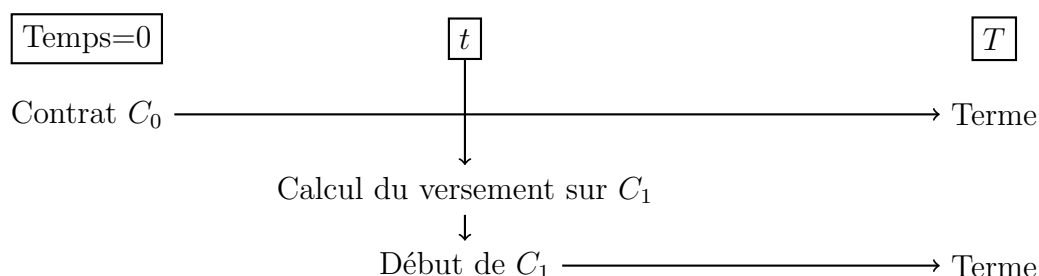 Temps=0 t T
Contrat C₀ Terme
Calcul du versement sur C₁
Début de C₁ Terme